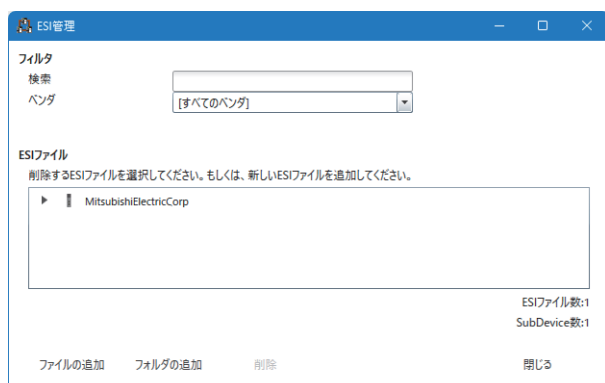 ESI管理
フィルタ
検索
ベンダ [すべてのベンダ]
ESIファイル
削除するESIファイルを選択してください。もしくは、新しいESIファイルを追加してください。
MitsubishiElectricCorp
ESIファイル数:1
SubDevice数:1
ファイルの追加 フォルダの追加 削除 閉じる